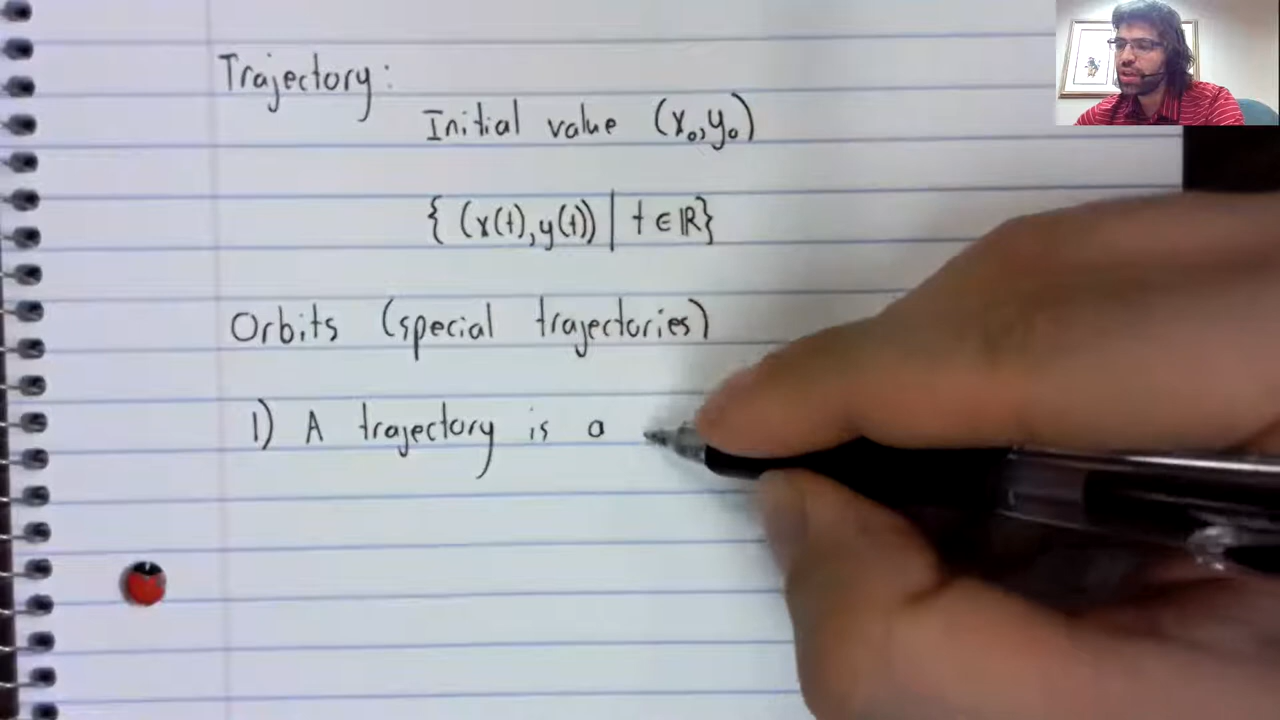 Trajectory:
Initial value (x₀,y₀)
{ (x(t),y(t)) | t ∈ ℝ}
Orbits (special trajectories)
1) A trajectory is a